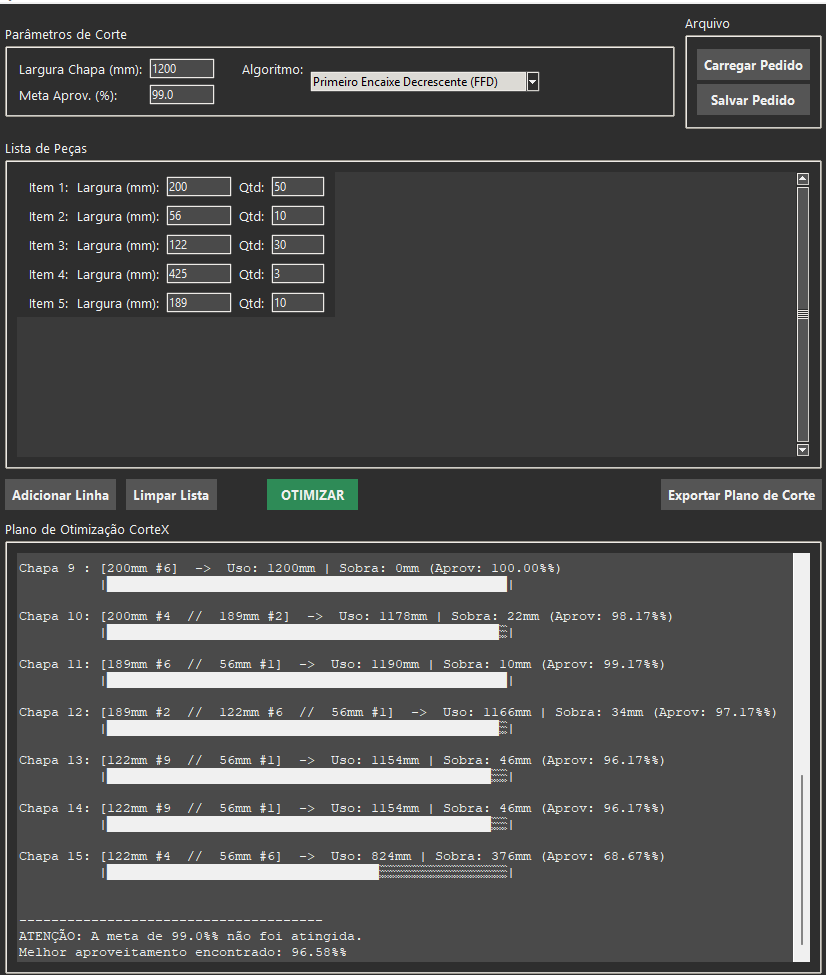 Arquivo
Parâmetros de Corte
Largura Chapa (mm): 1200 Algoritmo: Primeiro Encaixe Decrescente (FFD)
Meta Aprov. (%): 99.0
Carregar Pedido
Salvar Pedido
Lista de Peças
Item 1: Largura (mm): 200 Qtd: 50
Item 2: Largura (mm): 56 Qtd: 10
Item 3: Largura (mm): 122 Qtd: 30
Item 4: Largura (mm): 425 Qtd: 3
Item 5: Largura (mm): 189 Qtd: 10
Adicionar Linha Limpar Lista OTIMIZAR Exportar Plano de Corte
Plano de Otimização CorteX
Chapa 9 : [200mm #6] -> Uso: 1200mm | Sobra: 0mm (Aprov: 100.00%%)
Chapa 10: [200mm #4 // 189mm #2] -> Uso: 1178mm | Sobra: 22mm (Aprov: 98.17%%)
Chapa 11: [189mm #6 // 56mm #1] -> Uso: 1190mm | Sobra: 10mm (Aprov: 99.17%%)
Chapa 12: [189mm #2 // 122mm #6 // 56mm #1] -> Uso: 1166mm | Sobra: 34mm (Aprov: 97.17%%)
Chapa 13: [122mm #9 // 56mm #1] -> Uso: 1154mm | Sobra: 46mm (Aprov: 96.17%%)
Chapa 14: [122mm #9 // 56mm #1] -> Uso: 1154mm | Sobra: 46mm (Aprov: 96.17%%)
Chapa 15: [122mm #4 // 56mm #6] -> Uso: 824mm | Sobra: 376mm (Aprov: 68.67%%)
--------------------------------------
ATENÇÃO: A meta de 99.0%% não foi atingida.
Melhor aproveitamento encontrado: 96.58%%